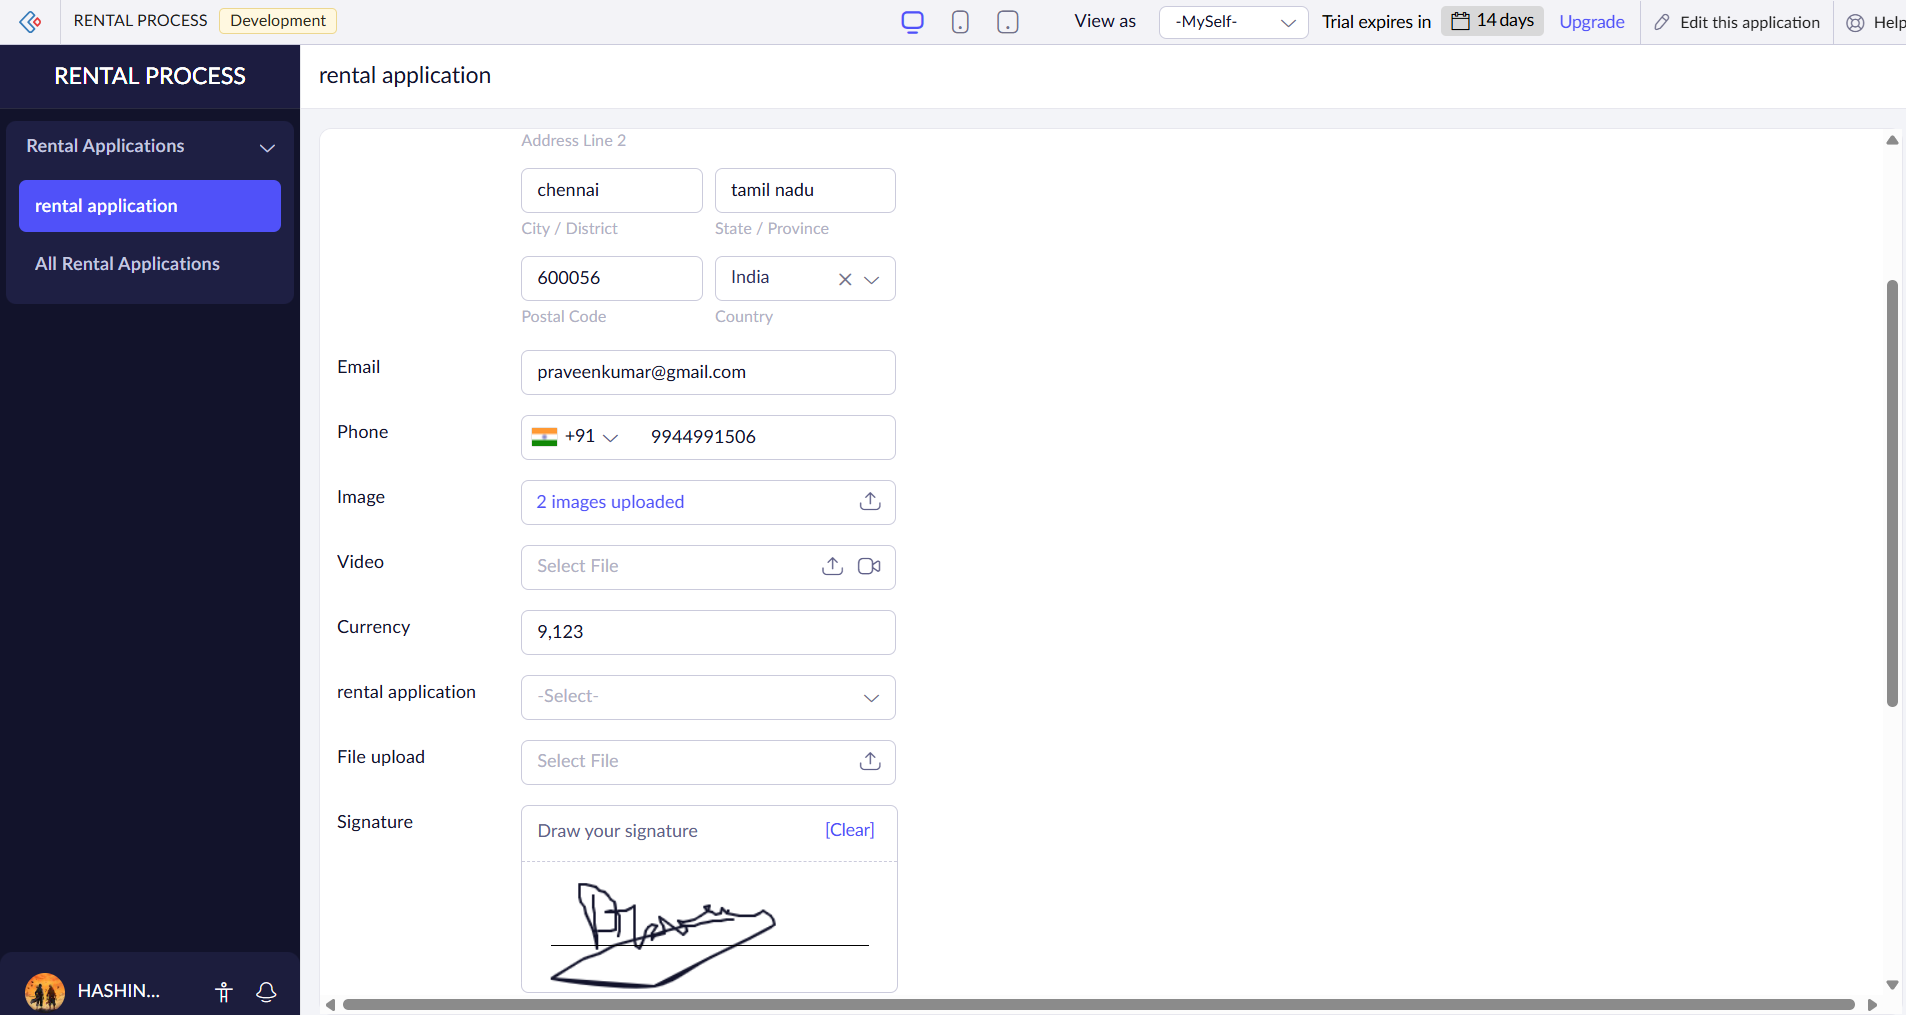 RENTAL PROCESS Development View as -MySelf- Trial expires in 14 days Upgrade Edit this application Help
RENTAL PROCESS
rental application
Rental Applications
rental application
All Rental Applications
Address Line 2
chennai tamil nadu
City / District State / Province
600056 India
Postal Code Country
Email praveenkumar@gmail.com
Phone +91 9944991506
Image 2 images uploaded
Video Select File
Currency 9,123
rental application -Select-
File upload Select File
Signature Draw your signature [Clear]
HASHIN...